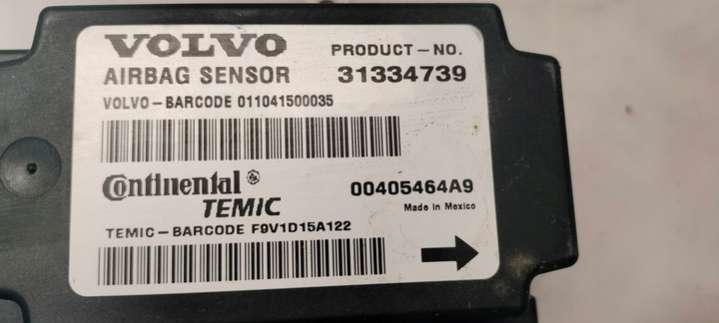 VOLVO
PRODUCT-NO.
AIRBAG SENSOR 31334739
VOLVO-BARCODE 011041500035
Continental
TEMIC
00405464A9
Made in Mexico
TEMIC-BARCODE F9V1D15A122